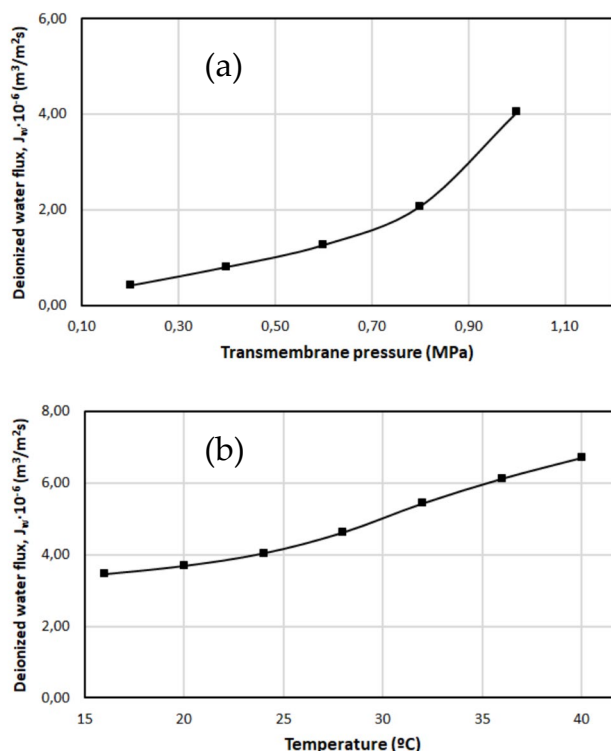 (a)
Deionized water flux, J_w·10⁻⁶ (m³/m²s)
6,00
4,00
2,00
0,00
0,10 0,30 0,50 0,70 0,90 1,10
Transmembrane pressure (MPa)
(b)
Deionized water flux, J_w·10⁻⁶ (m³/m²s)
8,00
6,00
4,00
2,00
0,00
15 20 25 30 35 40
Temperature (ºC)